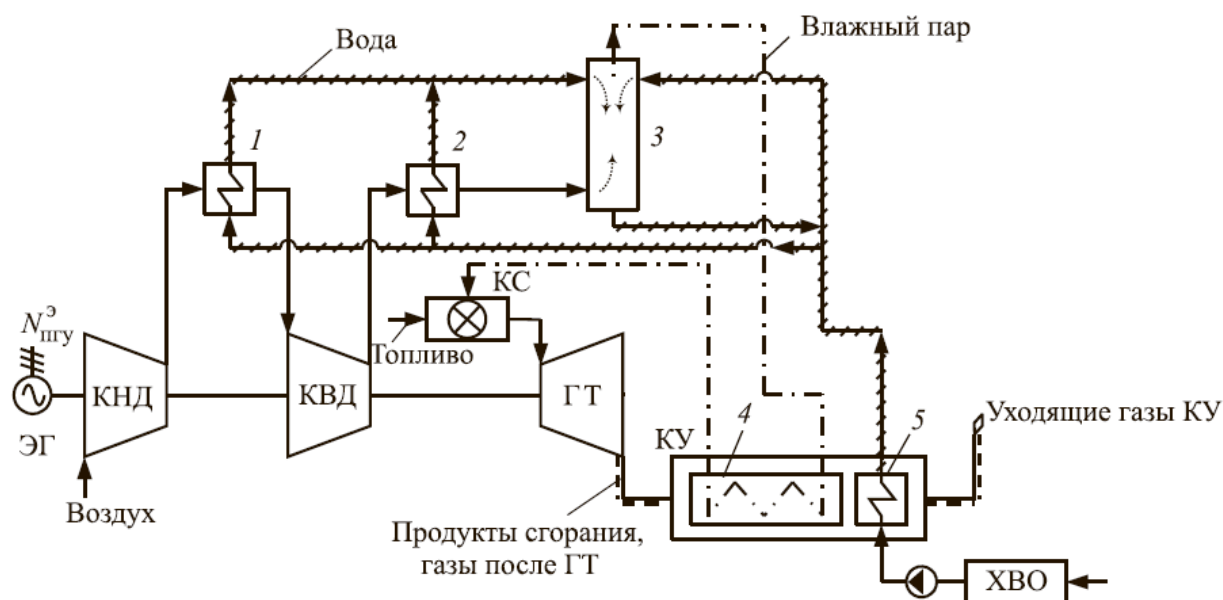 Вода
Влажный пар
1
2
3
КС
Топливо
N э пгу
КНД
КВД
ГТ
ЭГ
Воздух
КУ
4
5
Уходящие газы КУ
Продукты сгорания,
газы после ГТ
ХВО